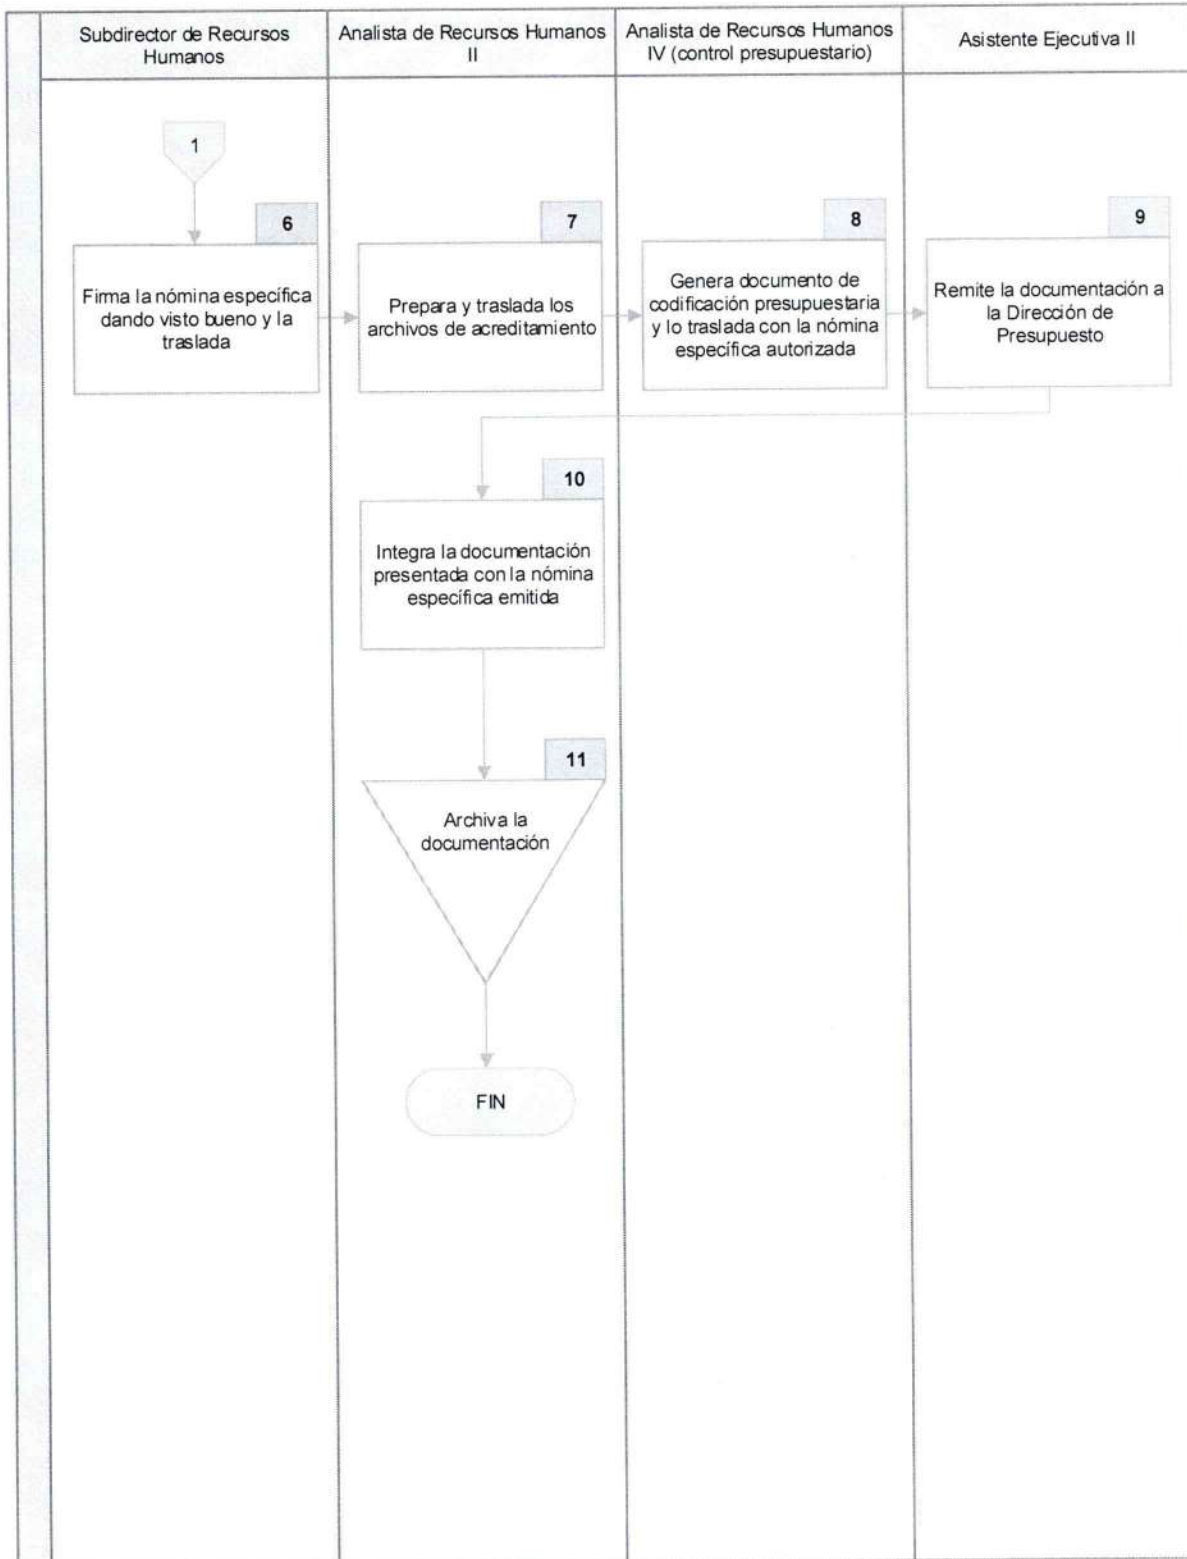 Subdirector de Recursos
Humanos
Analista de Recursos Humanos
II
Analista de Recursos Humanos
IV (control presupuestario)
Asistente Ejecutiva II
1
6
Firma la nómina específica
dando visto bueno y la
traslada
7
Prepara y traslada los
archivos de acreditamiento
8
Genera documento de
codificación presupuestaria
y lo traslada con la nómina
específica autorizada
9
Remite la documentación a
la Dirección de
Presupuesto
10
Integra la documentación
presentada con la nómina
específica emitida
11
Archiva la
documentación
FIN